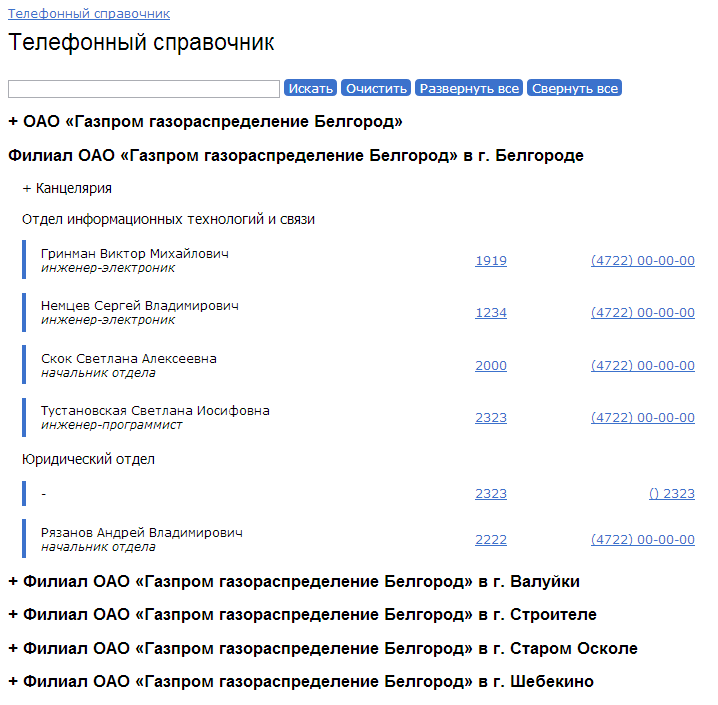 Телефонный справочник
Телефонный справочник
Искать Очистить Развернуть все Свернуть все
+ ОАО «Газпром газораспределение Белгород»
Филиал ОАО «Газпром газораспределение Белгород» в г. Белгороде
+ Канцелярия
Отдел информационных технологий и связи
Гринман Виктор Михайлович
инженер-электроник
1919 (4722) 00-00-00
Немцев Сергей Владимирович
инженер-электроник
1234 (4722) 00-00-00
Скок Светлана Алексеевна
начальник отдела
2000 (4722) 00-00-00
Тустановская Светлана Иосифовна
инженер-программист
2323 (4722) 00-00-00
Юридический отдел
- 2323 () 2323
Рязанов Андрей Владимирович
начальник отдела
2222 (4722) 00-00-00
+ Филиал ОАО «Газпром газораспределение Белгород» в г. Валуйки
+ Филиал ОАО «Газпром газораспределение Белгород» в г. Строителе
+ Филиал ОАО «Газпром газораспределение Белгород» в г. Старом Осколе
+ Филиал ОАО «Газпром газораспределение Белгород» в г. Шебекино